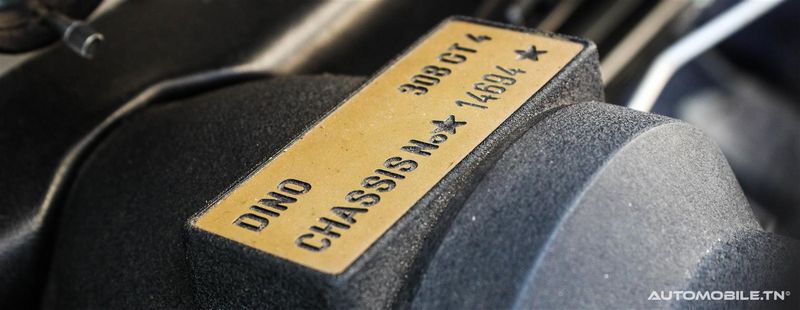 DINO 308 GT 4
CHASSIS No ★ 14694 ★
AUTOMOBILE.TN©